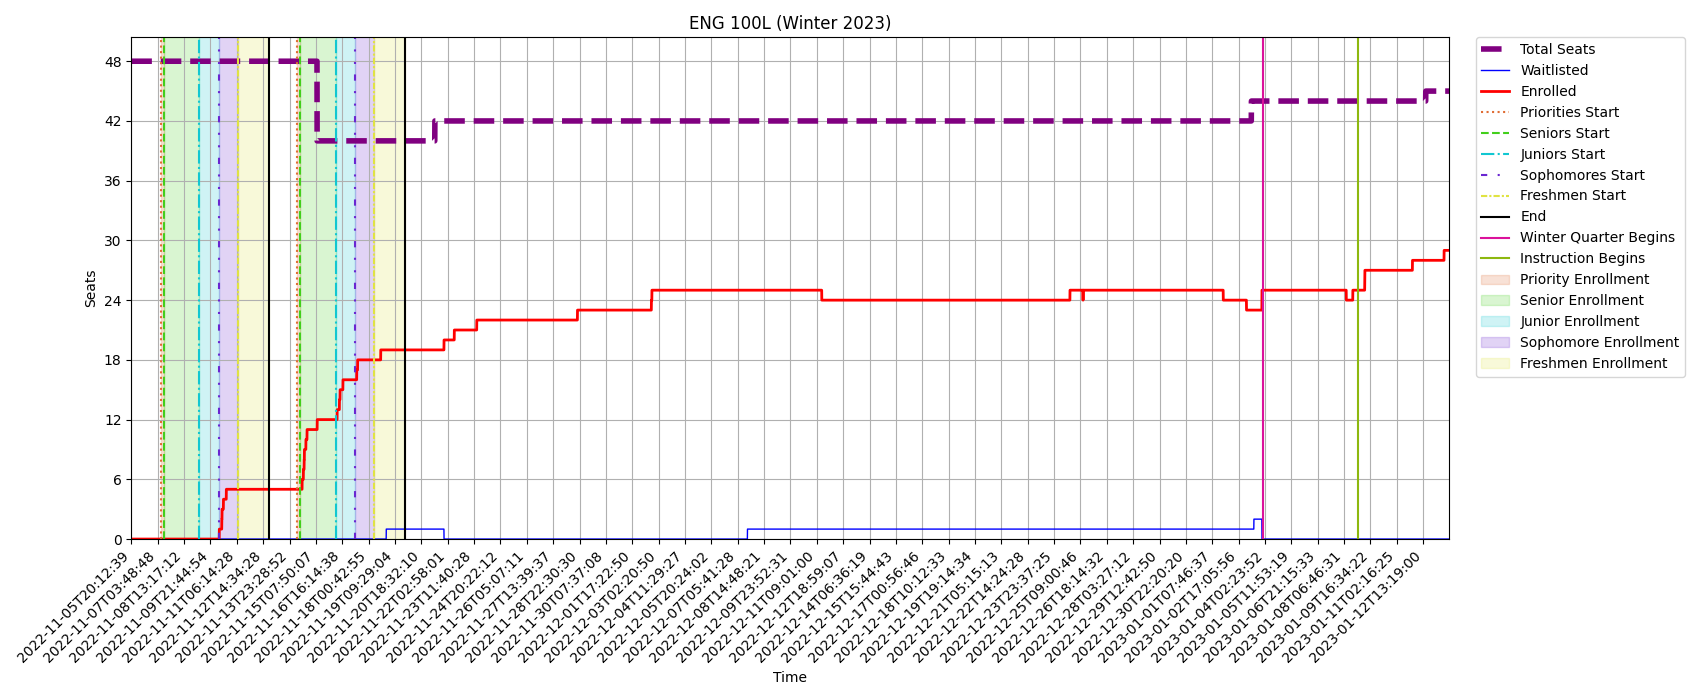 ENG 100L (Winter 2023)
Seats
48
42
36
30
24
18
12
6
0
2022-11-05T20:12:39
2022-11-07T03:48:48
2022-11-08T13:17:12
2022-11-09T21:44:54
2022-11-11T06:14:28
2022-11-12T14:34:28
2022-11-13T23:28:52
2022-11-15T07:50:07
2022-11-16T16:14:38
2022-11-18T00:42:55
2022-11-19T09:29:04
2022-11-20T18:32:10
2022-11-22T02:58:01
2022-11-23T11:40:28
2022-11-24T20:22:12
2022-11-26T05:07:11
2022-11-27T13:39:37
2022-11-28T22:30:30
2022-11-30T07:37:08
2022-12-01T17:22:50
2022-12-03T02:20:50
2022-12-04T11:29:27
2022-12-05T20:24:02
2022-12-07T05:41:28
2022-12-08T14:48:21
2022-12-09T23:52:31
2022-12-11T09:01:00
2022-12-12T18:59:07
2022-12-14T06:36:19
2022-12-15T15:44:43
2022-12-17T00:56:46
2022-12-18T10:12:33
2022-12-19T19:14:34
2022-12-21T05:15:13
2022-12-22T14:24:28
2022-12-23T23:37:25
2022-12-25T09:00:46
2022-12-26T18:14:32
2022-12-28T03:27:12
2022-12-29T12:42:50
2022-12-30T22:20:20
2023-01-01T07:46:37
2023-01-02T17:05:56
2023-01-04T02:23:52
2023-01-05T11:53:19
2023-01-06T21:15:33
2023-01-08T06:46:31
2023-01-09T16:34:22
2023-01-11T02:16:25
2023-01-12T13:19:00
Time
Total Seats
Waitlisted
Enrolled
Priorities Start
Seniors Start
Juniors Start
Sophomores Start
Freshmen Start
End
Winter Quarter Begins
Instruction Begins
Priority Enrollment
Senior Enrollment
Junior Enrollment
Sophomore Enrollment
Freshmen Enrollment